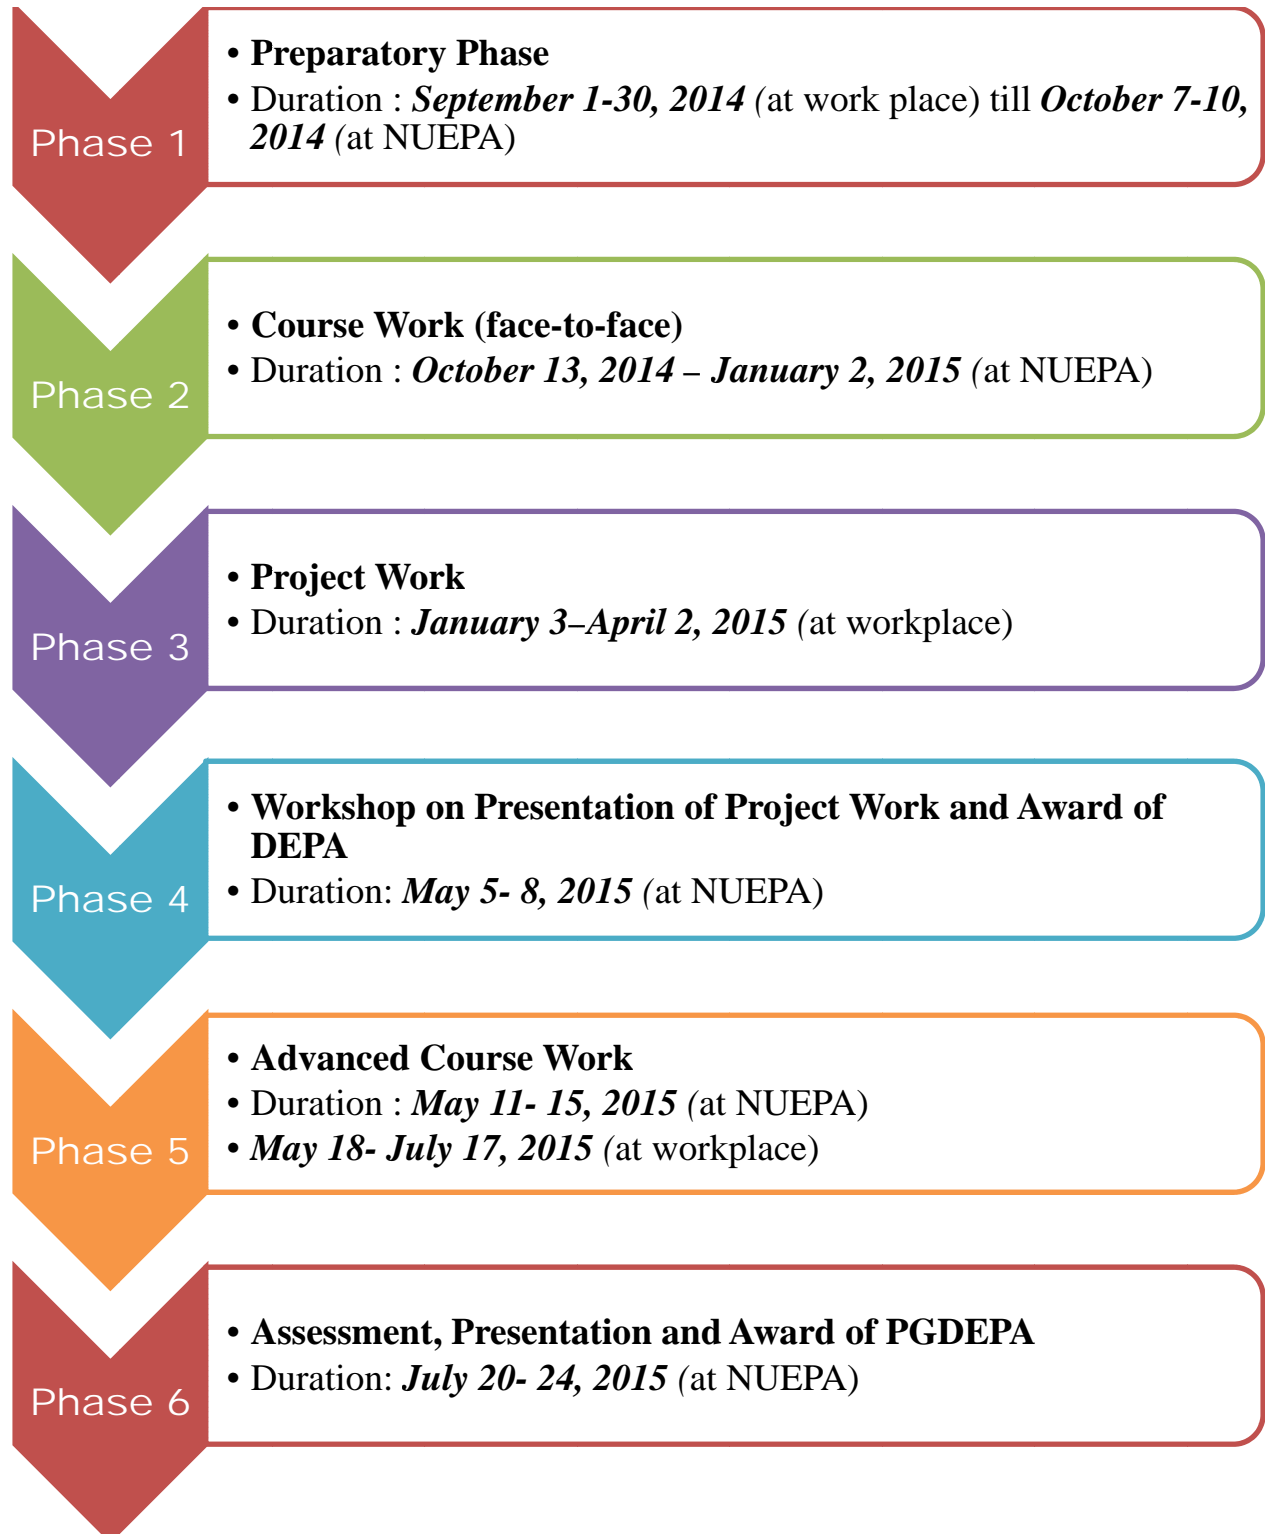 Phase 1
• Preparatory Phase
• Duration : September 1-30, 2014 (at work place) till October 7-10,
2014 (at NUEPA)
Phase 2
• Course Work (face-to-face)
• Duration : October 13, 2014 – January 2, 2015 (at NUEPA)
Phase 3
• Project Work
• Duration : January 3–April 2, 2015 (at workplace)
Phase 4
• Workshop on Presentation of Project Work and Award of
DEPA
• Duration: May 5- 8, 2015 (at NUEPA)
Phase 5
• Advanced Course Work
• Duration : May 11- 15, 2015 (at NUEPA)
• May 18- July 17, 2015 (at workplace)
Phase 6
• Assessment, Presentation and Award of PGDEPA
• Duration: July 20- 24, 2015 (at NUEPA)